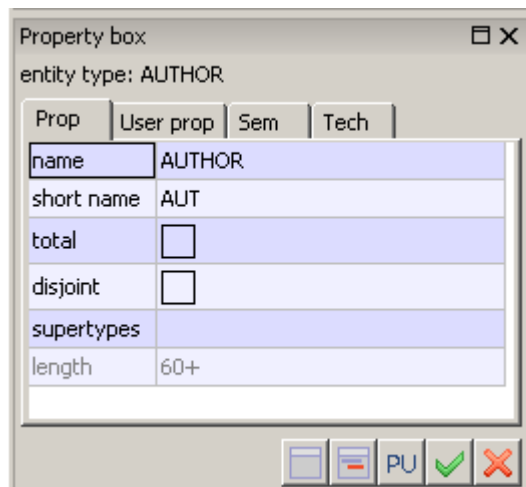 Property box
entity type: AUTHOR
Prop User prop Sem Tech
name AUTHOR
short name AUT
total
disjoint
supertypes
length 60+
PU